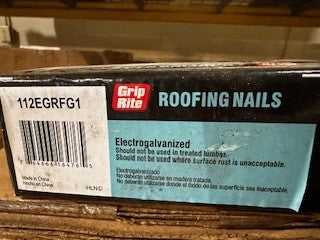 112EGRFG1
Grip
Rite
ROOFING NAILS
Electrogalvanized
Should not be used in treated lumber.
Should not be used where surface rust is unacceptable.
Electrogalvanizado
No deberán utilizarse en madera tratada.
No deberán utilizarse donde el óxido de las superficie sea inaceptable.
Made in China
Hecho en China